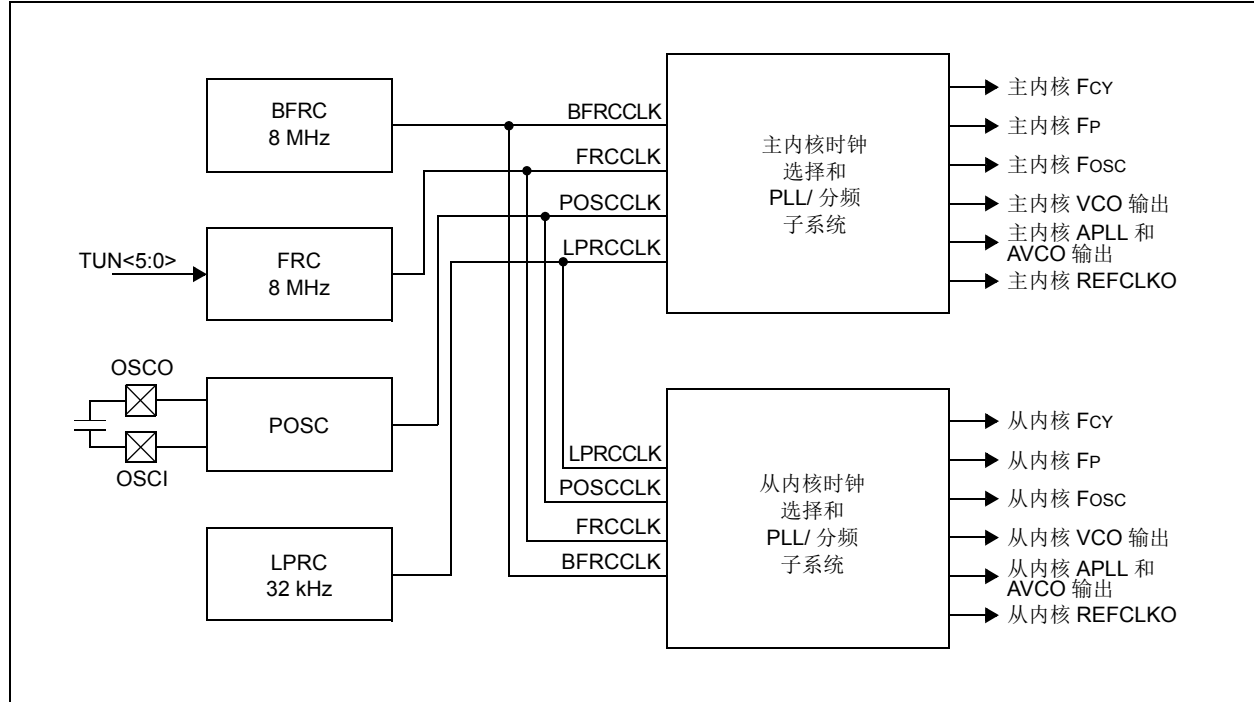 BFRC
8 MHz
TUN<5:0>
FRC
8 MHz
OSCO
OSCI
POSC
LPRC
32 kHz
BFRCCLK
FRCCLK
POSCCLK
LPRCCLK
主内核时钟
选择和
PLL/ 分频
子系统
主内核 FCY
主内核 FP
主内核 FOSC
主内核 VCO 输出
主内核 APLL 和
AVCO 输出
主内核 REFCLKO
LPRCCLK
POSCCLK
FRCCLK
BFRCCLK
从内核时钟
选择和
PLL/ 分频
子系统
从内核 FCY
从内核 FP
从内核 FOSC
从内核 VCO 输出
从内核 APLL 和
AVCO 输出
从内核 REFCLKO